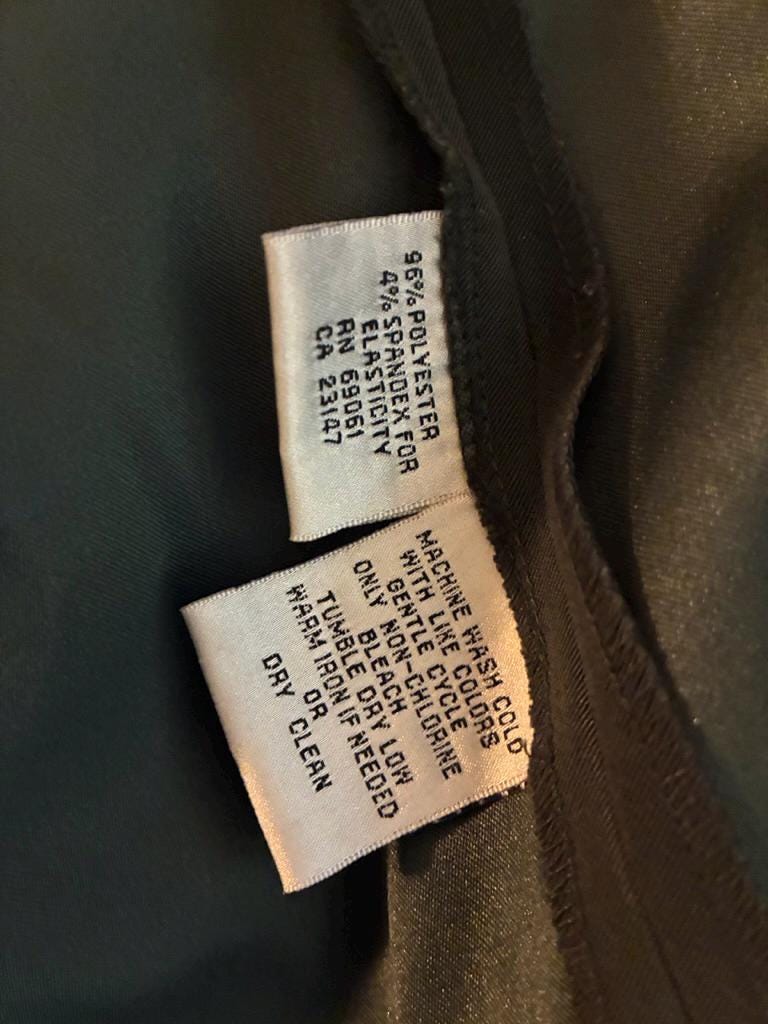 96% POLYESTER
4% SPANDEX FOR
ELASTICITY
RN 69061
CA 23147
MACHINE WASH COLD
WITH LIKE COLORS
GENTLE CYCLE
ONLY NON-CHLORINE
BLEACH
TUMBLE DRY LOW
WARM IRON IF NEEDED
OR
DRY CLEAN